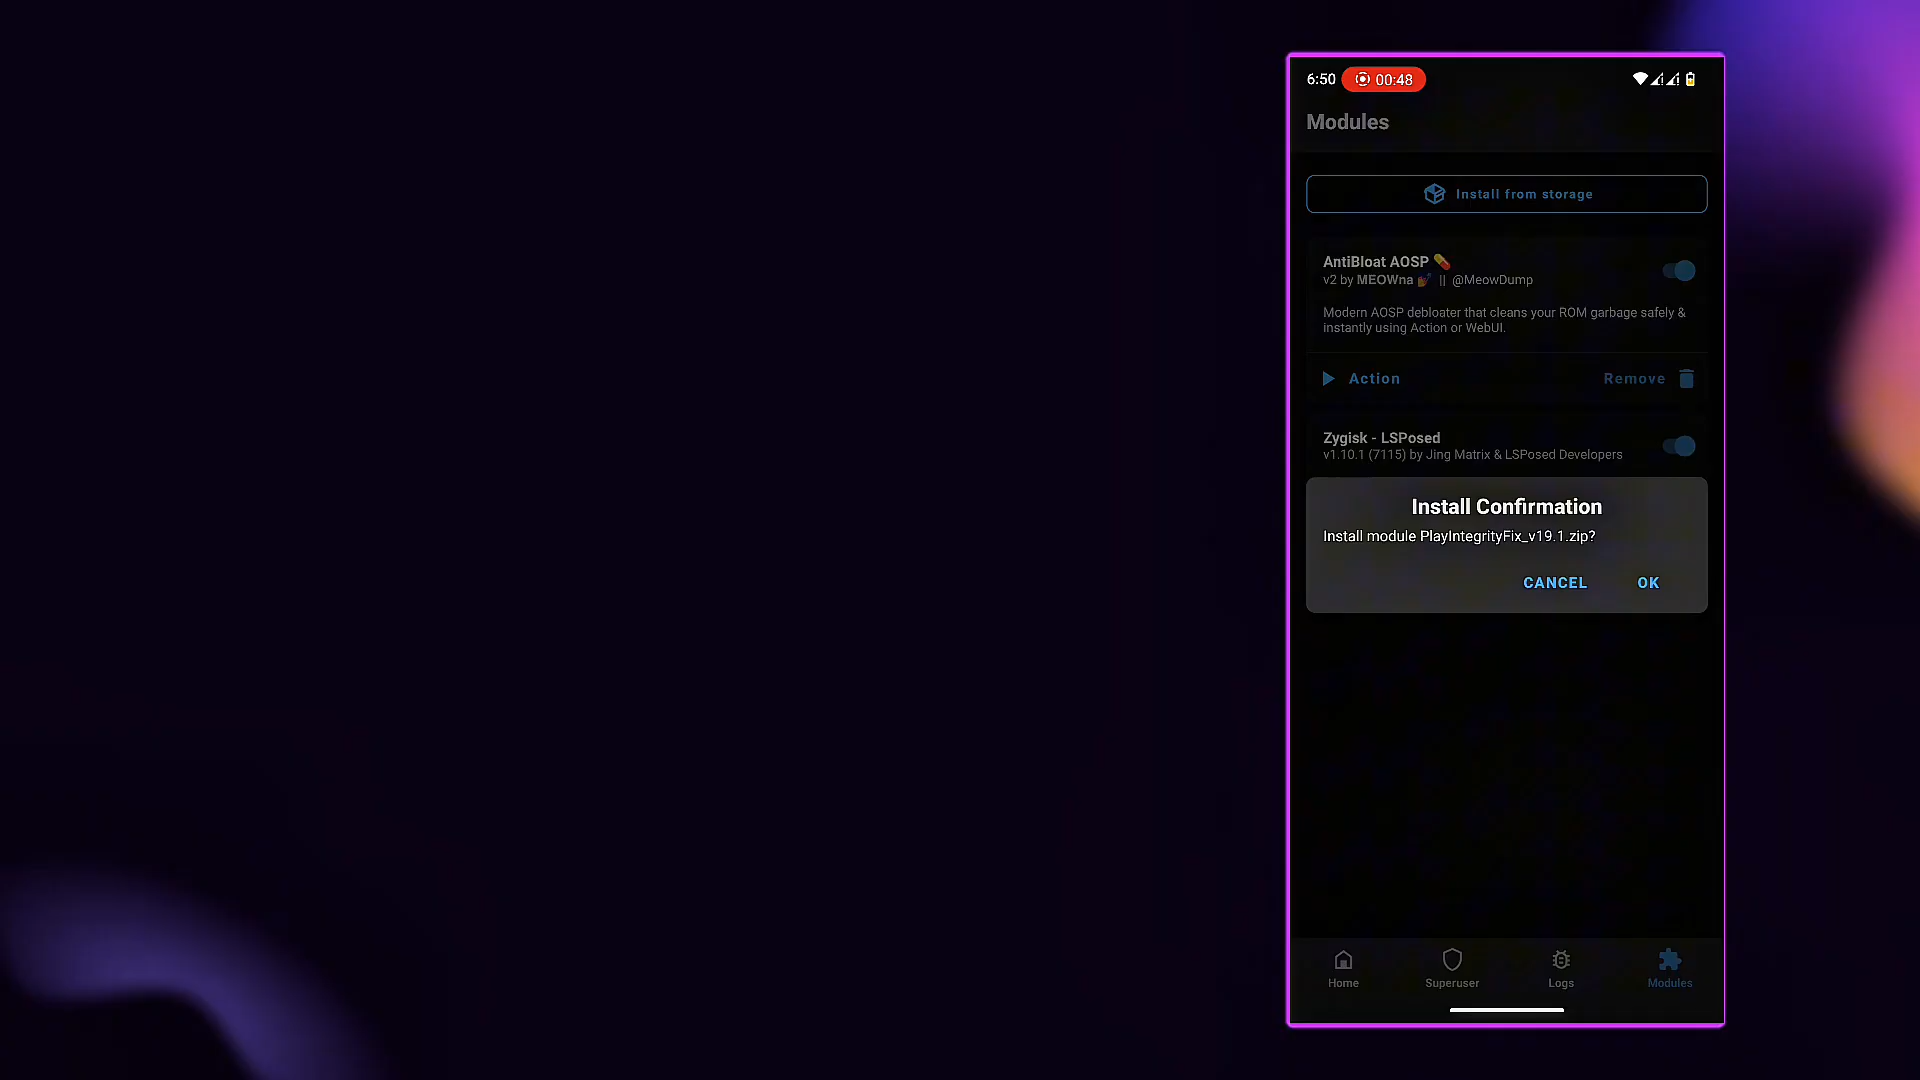 6:50 00:48
Modules
Install from storage
AntiBloat AOSP 💊
v2 by MEOWna 💅 || @MeowDump
Modern AOSP debloater that cleans your ROM garbage safely &
instantly using Action or WebUI.
Action Remove
Zygisk - LSPosed
v1.10.1 (7115) by Jing Matrix & LSPosed Developers
Install Confirmation
Install module PlayIntegrityFix_v19.1.zip?
CANCEL OK
Home Superuser Logs Modules